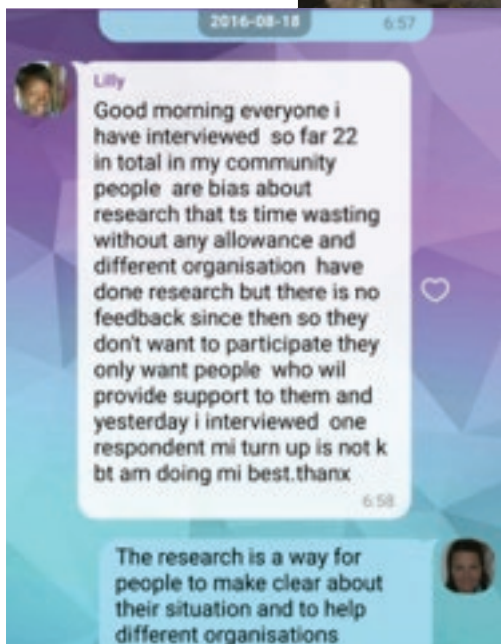 2016-08-18
6:57
Lilly
Good morning everyone i
have interviewed  so far 22
in total in my community
people  are bias about
research that ts time wasting
without any allowance and
different organisation  have
done research but there is no
feedback since then so they
don't want to participate they
only want people  who wil
provide support to them and
yesterday i interviewed  one
respondent mi turn up is not k
bt am doing mi best.thanx
6:58
The research is a way for
people to make clear about
their situation and to help
different organisations